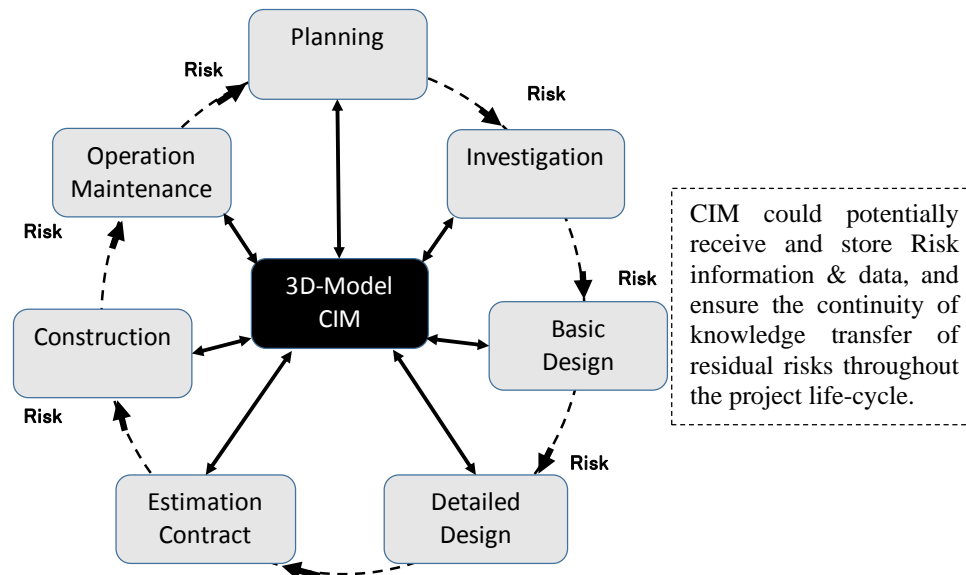 Planning
Risk
Risk
Operation
Maintenance
Investigation
Risk
3D-Model
CIM
Risk
Construction
Basic
Design
Risk
Risk
Estimation
Contract
Detailed
Design
CIM could potentially
receive and store Risk
information & data, and
ensure the continuity of
knowledge transfer of
residual risks throughout
the project life-cycle.